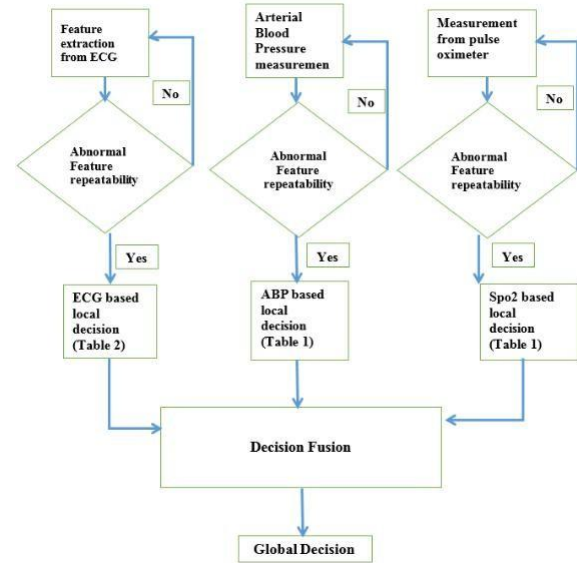 Feature
extraction
from ECG
No
Abnormal
Feature
repeatability
Yes
ECG based
local
decision
(Table 2)
Arterial
Blood
Pressure
measuremen
No
Abnormal
Feature
repeatability
Yes
ABP based
local
decision
(Table 1)
Measurement
from pulse
oximeter
No
Abnormal
Feature
repeatability
Yes
Spo2 based
local
decision
(Table 1)
Decision Fusion
Global Decision